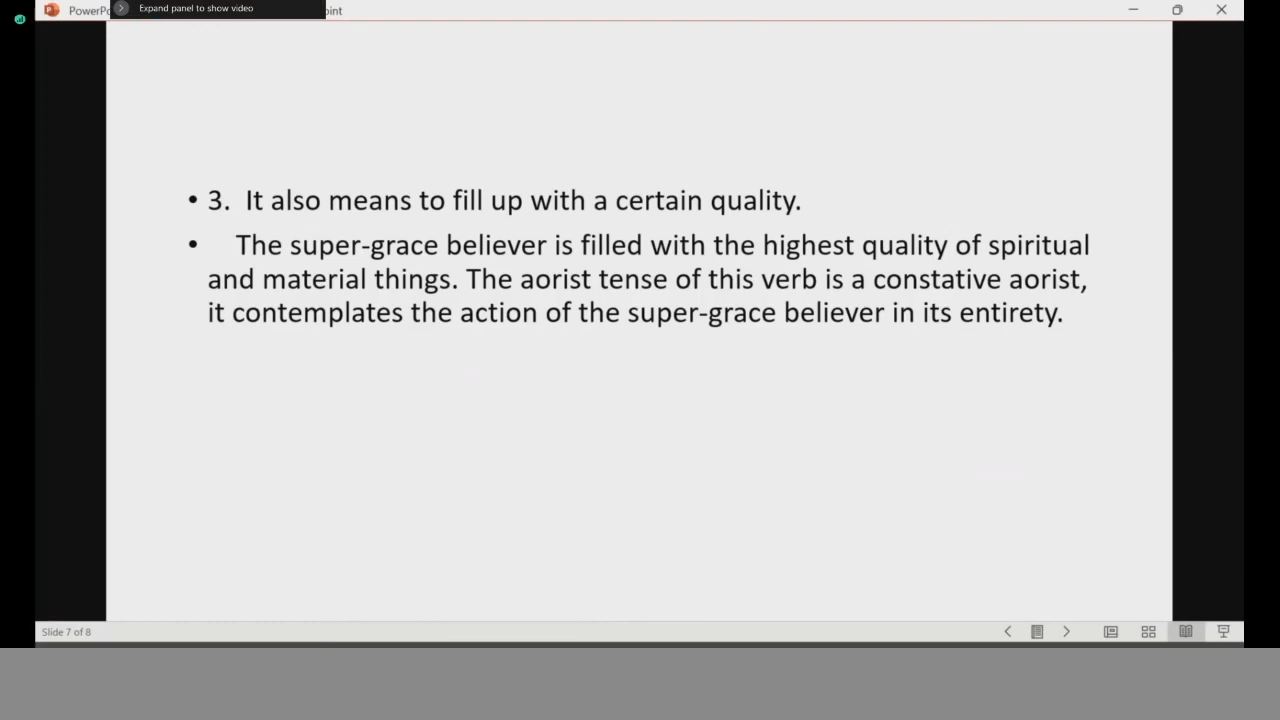 PowerPo
Expand panel to show video
oint
• 3.  It also means to fill up with a certain quality.
• The super-grace believer is filled with the highest quality of spiritual
and material things. The aorist tense of this verb is a constative aorist,
it contemplates the action of the super-grace believer in its entirety.
Slide 7 of 8